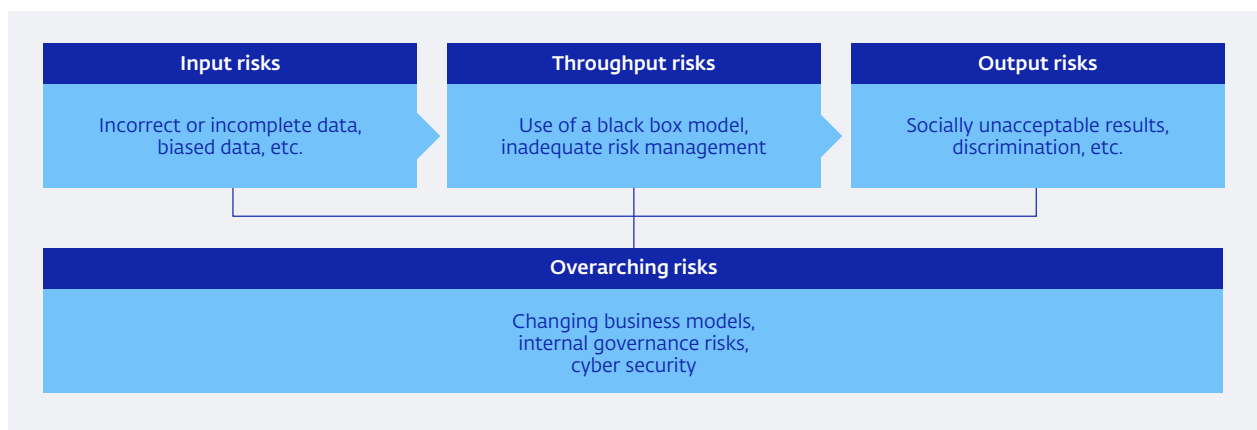 Input risks
Incorrect or incomplete data,
biased data, etc.
Throughput risks
Use of a black box model,
inadequate risk management
Output risks
Socially unacceptable results,
discrimination, etc.
Overarching risks
Changing business models,
internal governance risks,
cyber security